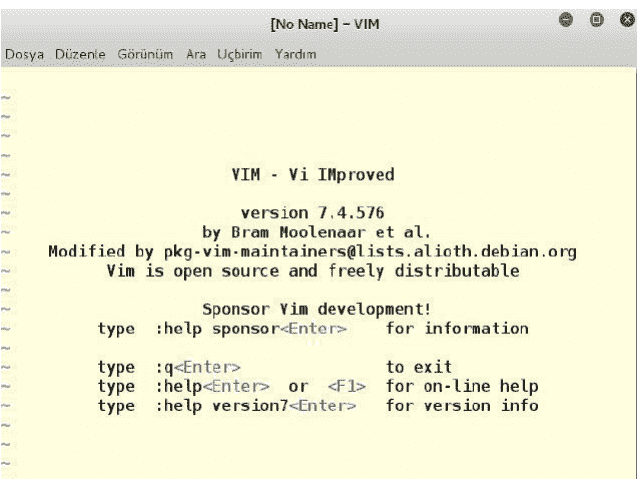 [No Name] – VIM
Dosya Düzenle Görünüm Ara Uçbirim Yardım
~
~
~
~
~ VIM - Vi IMproved
~
~ version 7.4.576
~ by Bram Moolenaar et al.
~ Modified by pkg-vim-maintainers@lists.alioth.debian.org
~ Vim is open source and freely distributable
~
~ Sponsor Vim development!
~ type :help sponsor<Enter> for information
~
~ type :q<Enter> to exit
~ type :help<Enter> or <F1> for on-line help
~ type :help version7<Enter> for version info
~
~
~